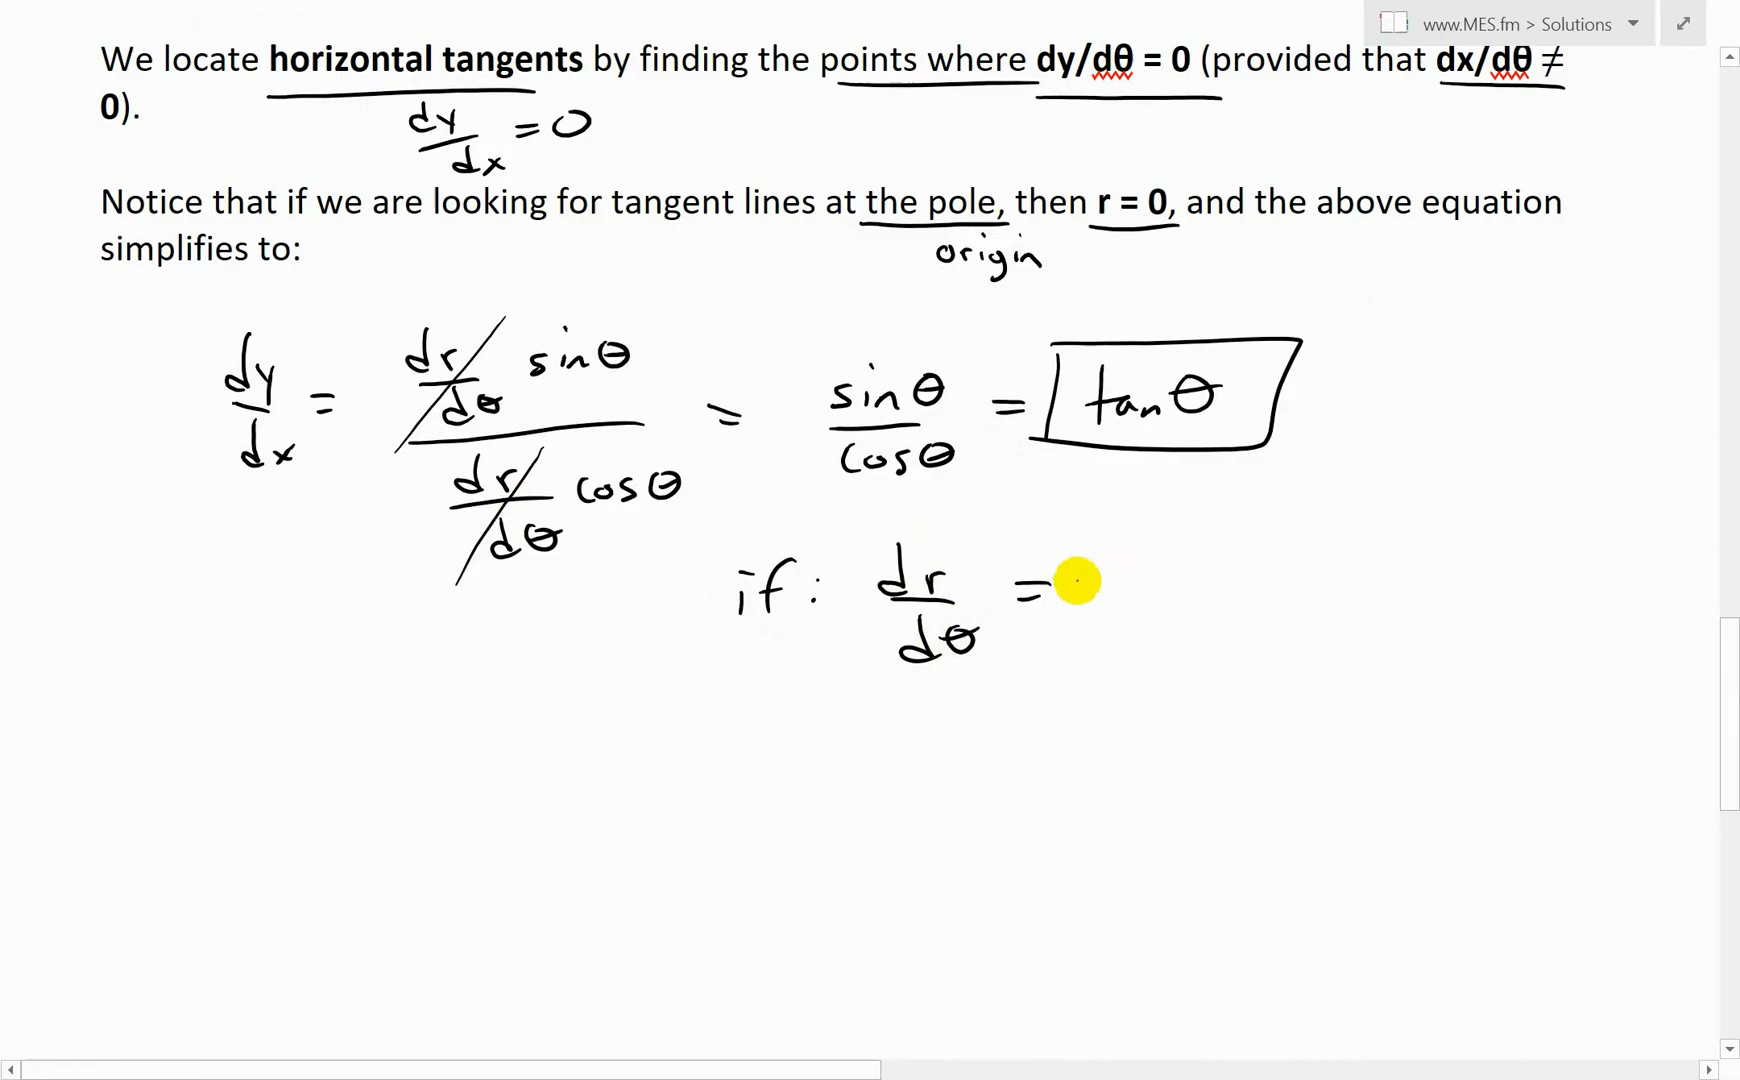 www.MES.fm > Solutions
We locate horizontal tangents by finding the points where dy/dθ = 0 (provided that dx/dθ ≠
0).
dy/dx = 0
Notice that if we are looking for tangent lines at the pole, then r = 0, and the above equation
simplifies to:
origin
dy/dx = (dr/dθ sinθ)/(dr/dθ cosθ) = sinθ/cosθ = tanθ
if: dr/dθ =